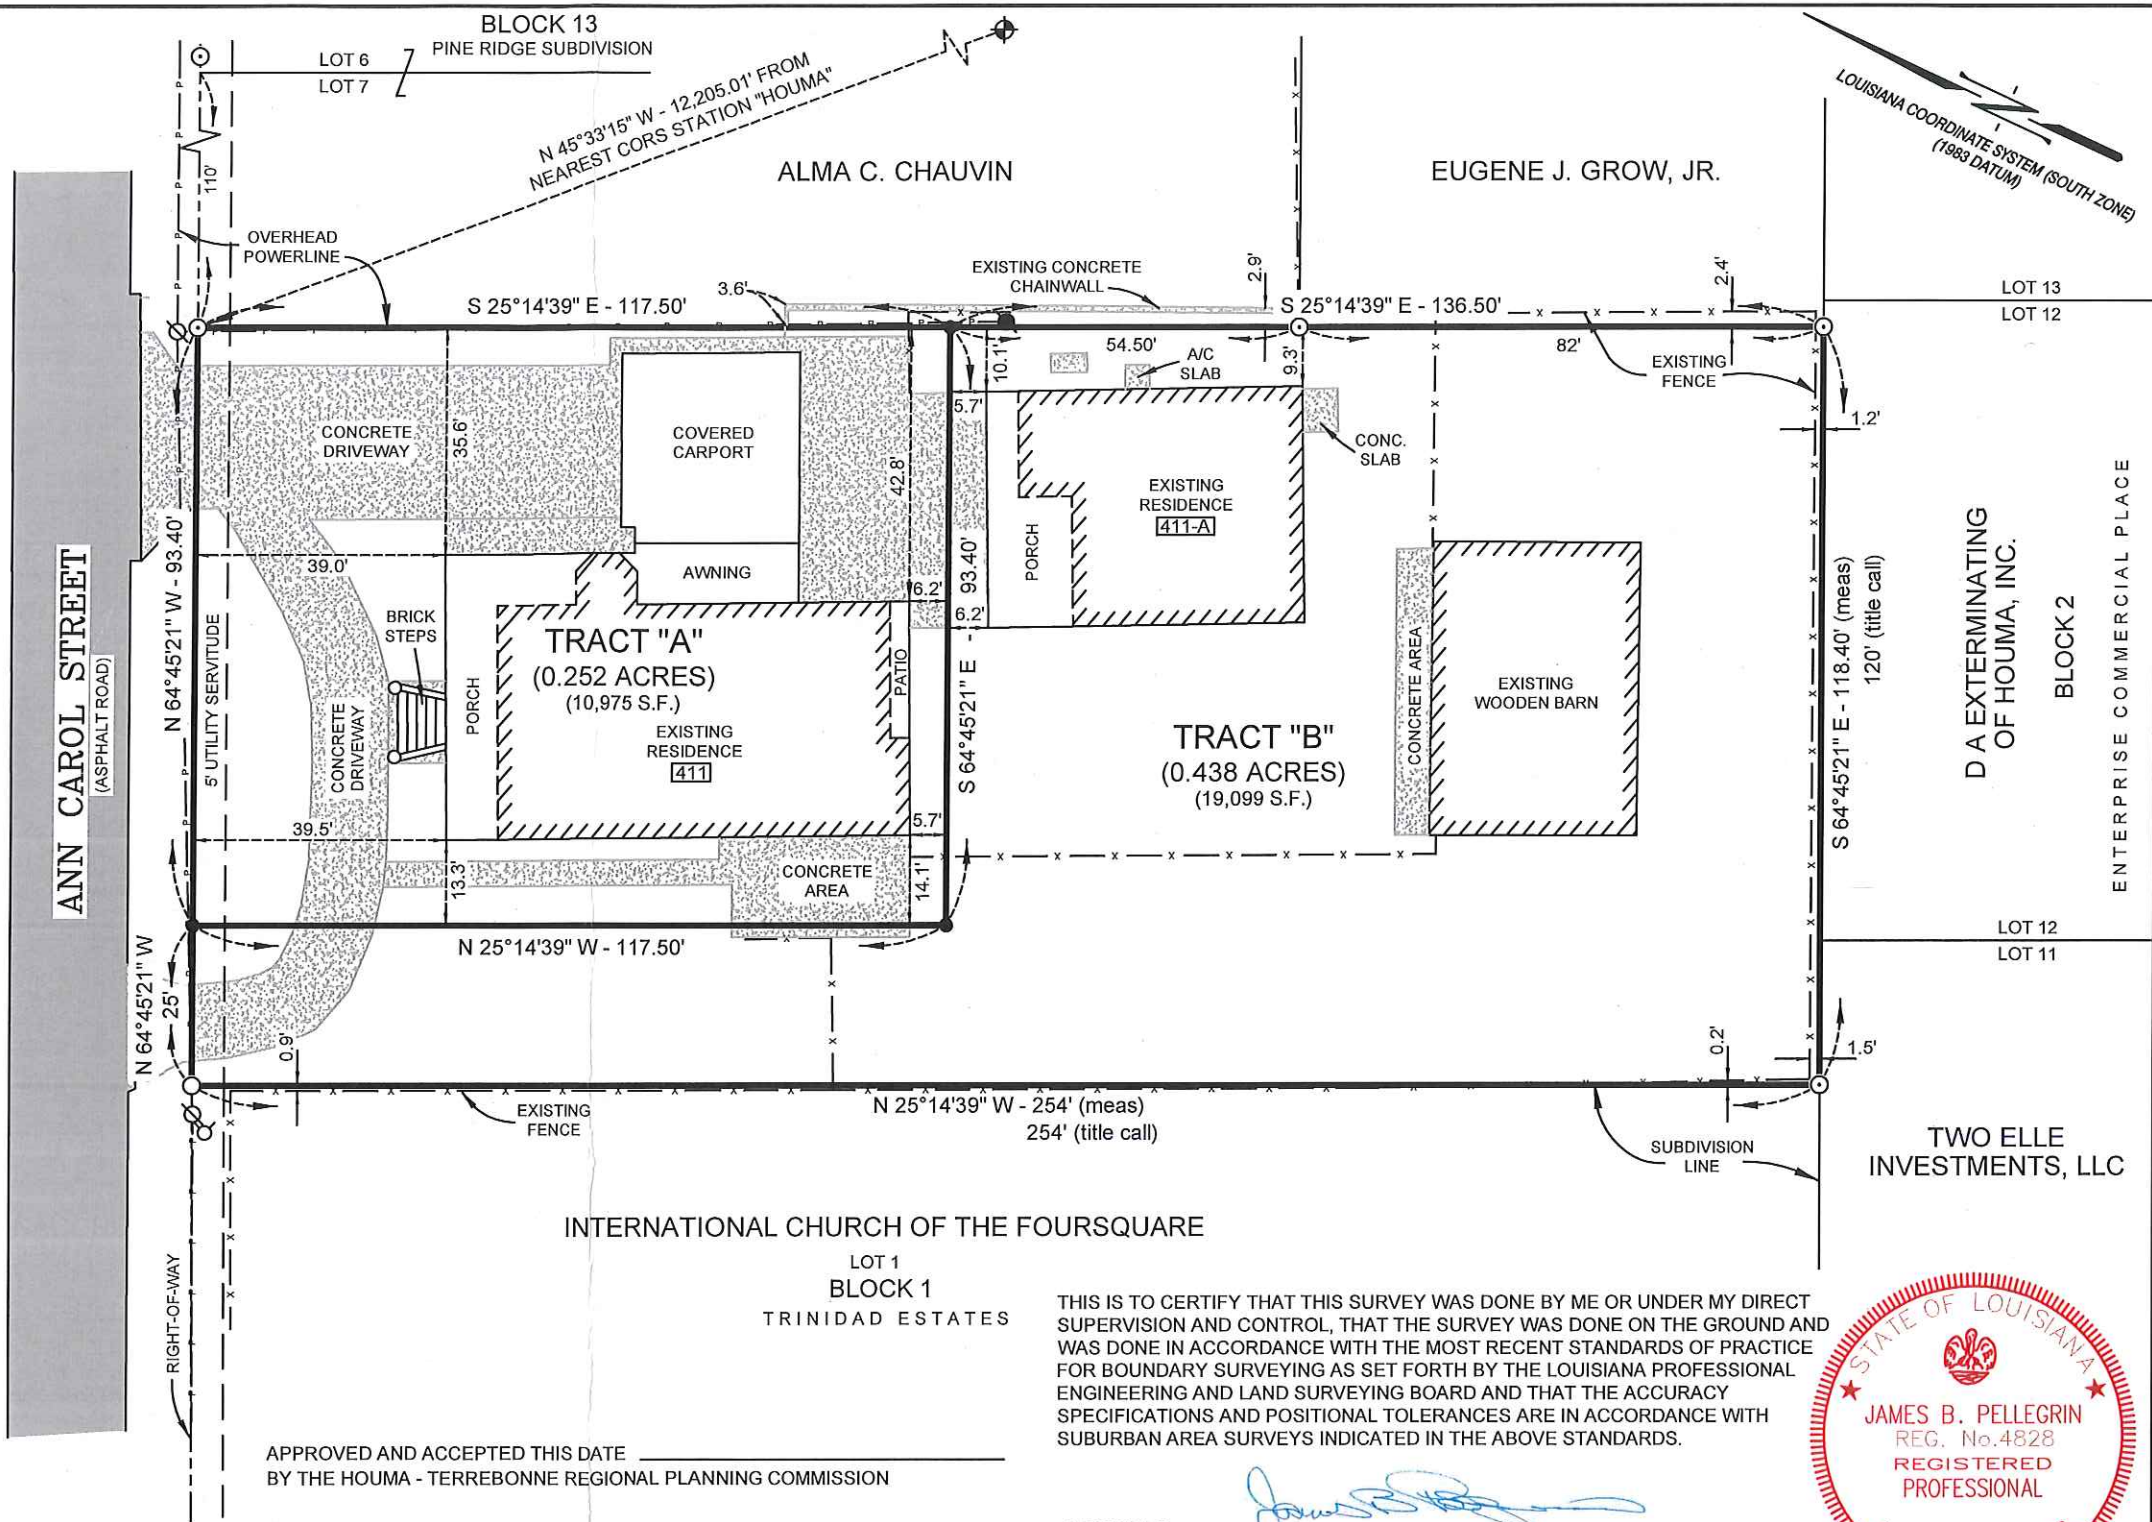 BLOCK 13
PINE RIDGE SUBDIVISION
LOT 6
LOT 7
110'
N 45°33'15" W - 12,205.01' FROM
NEAREST CORS STATION "HOUMA"
ALMA C. CHAUVIN
EUGENE J. GROW, JR.
LOUISIANA COORDINATE SYSTEM (SOUTH ZONE)
(1983 DATUM)
OVERHEAD
POWERLINE
S 25°14'39" E - 117.50'
3.6'
EXISTING CONCRETE
CHAINWALL
2.9'
S 25°14'39" E - 136.50'
2.4'
LOT 13
LOT 12
54.50'
82'
A/C
SLAB
10.1'
9.3'
EXISTING
FENCE
1.2'
5.7'
CONCRETE
DRIVEWAY
35.6'
COVERED
CARPORT
42.8'
CONC.
SLAB
EXISTING
RESIDENCE
411-A
PORCH
ANN CAROL STREET
(ASPHALT ROAD)
N 64°45'21" W - 93.40'
39.0'
AWNING
6.2'
6.2'
S 64°45'21" E - 93.40'
5' UTILITY SERVITUDE
BRICK
STEPS
TRACT "A"
(0.252 ACRES)
(10,975 S.F.)
EXISTING
RESIDENCE
411
PORCH
PATIO
CONCRETE
DRIVEWAY
TRACT "B"
(0.438 ACRES)
(19,099 S.F.)
CONCRETE AREA
EXISTING
WOODEN BARN
S 64°45'21" E - 118.40' (meas)
120' (title call)
D A EXTERMINATING
OF HOUMA, INC.
BLOCK 2
ENTERPRISE COMMERCIAL PLACE
39.5'
13.3'
5.7'
14.1'
CONCRETE
AREA
N 25°14'39" W - 117.50'
LOT 12
LOT 11
N 64°45'21" W
25'
0.9'
0.2'
1.5'
EXISTING
FENCE
N 25°14'39" W - 254' (meas)
254' (title call)
SUBDIVISION
LINE
TWO ELLE
INVESTMENTS, LLC
INTERNATIONAL CHURCH OF THE FOURSQUARE
LOT 1
BLOCK 1
TRINIDAD ESTATES
RIGHT-OF-WAY
THIS IS TO CERTIFY THAT THIS SURVEY WAS DONE BY ME OR UNDER MY DIRECT
SUPERVISION AND CONTROL, THAT THE SURVEY WAS DONE ON THE GROUND AND
WAS DONE IN ACCORDANCE WITH THE MOST RECENT STANDARDS OF PRACTICE
FOR BOUNDARY SURVEYING AS SET FORTH BY THE LOUISIANA PROFESSIONAL
ENGINEERING AND LAND SURVEYING BOARD AND THAT THE ACCURACY
SPECIFICATIONS AND POSITIONAL TOLERANCES ARE IN ACCORDANCE WITH
SUBURBAN AREA SURVEYS INDICATED IN THE ABOVE STANDARDS.
APPROVED AND ACCEPTED THIS DATE
BY THE HOUMA - TERREBONNE REGIONAL PLANNING COMMISSION
STATE OF LOUISIANA
JAMES B. PELLEGRIN
REG. No.4828
REGISTERED
PROFESSIONAL